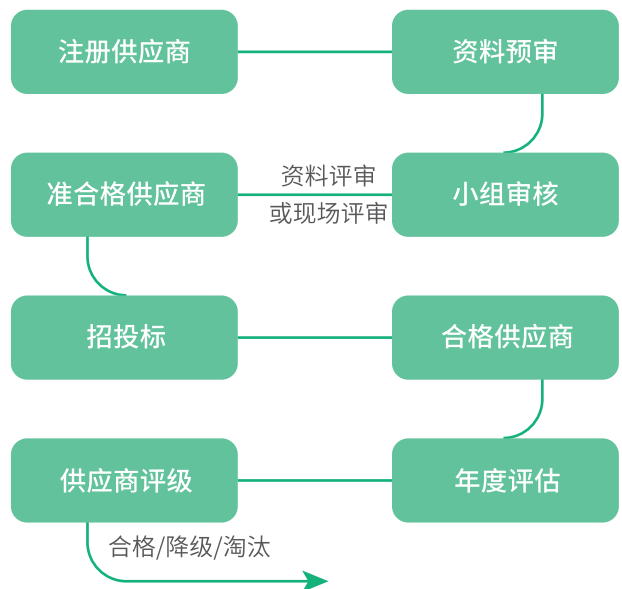 注册供应商
资料预审
准合格供应商
资料评审
或现场评审
小组审核
招投标
合格供应商
供应商评级
年度评估
合格/降级/淘汰